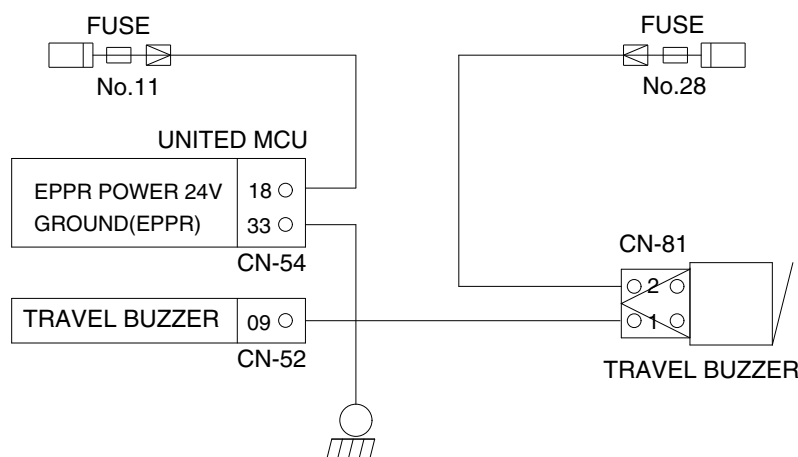 FUSE
No.11
FUSE
No.28
UNITED MCU
EPPR POWER 24V 18
GROUND(EPPR) 33
CN-54
TRAVEL BUZZER 09
CN-52
CN-81
2
1
TRAVEL BUZZER